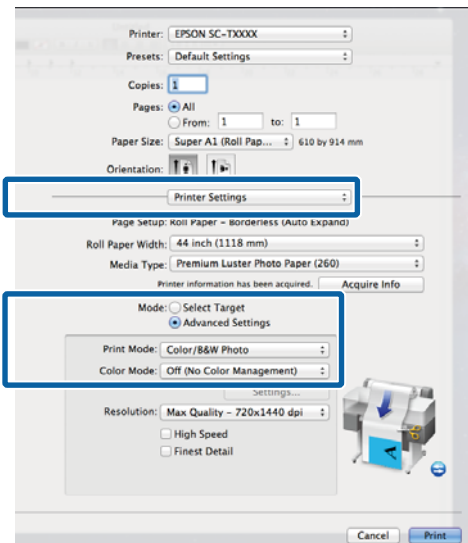 Printer: EPSON SC-TXXXX
Presets: Default Settings
Copies: 1
Pages: All
From: 1 to: 1
Paper Size: Super A1 (Roll Pap... 610 by 914 mm
Orientation:
Printer Settings
Page Setup: Roll Paper - Borderless (Auto Expand)
Roll Paper Width: 44 inch (1118 mm)
Media Type: Premium Luster Photo Paper (260)
Printer information has been acquired. Acquire Info
Mode: Select Target
Advanced Settings
Print Mode: Color/B&W Photo
Color Mode: Off (No Color Management)
Settings...
Resolution: Max Quality - 720x1440 dpi
High Speed
Finest Detail
Cancel Print